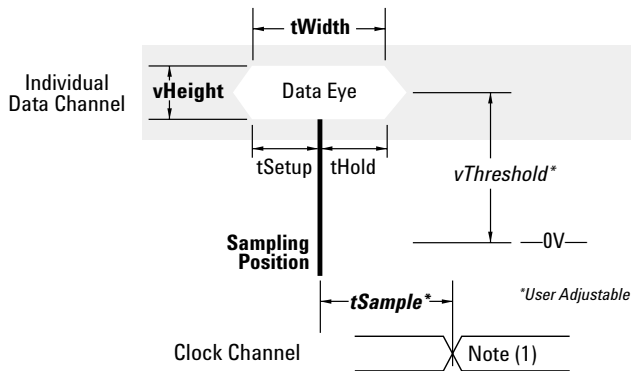 tWidth
Individual
Data Channel
vHeight
Data Eye
tSetup
tHold
vThreshold*
Sampling
Position
0V
*User Adjustable
tSample*
Clock Channel
Note (1)